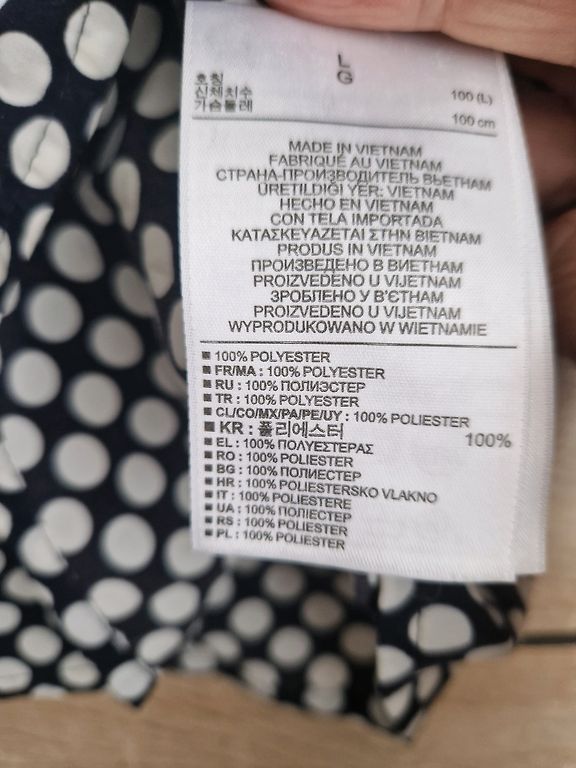 L
G
호칭
신체치수 100 (L)
가슴둘레 100 cm
MADE IN VIETNAM
FABRIQUÉ AU VIETNAM
СТРАНА-ПРОИЗВОДИТЕЛЬ ВЬЕТНАМ
ÜRETILDIĞI YER: VIETNAM
HECHO EN VIETNAM
CON TELA IMPORTADA
ΚΑΤΑΣΚΕΥΑΖΕΤΑΙ ΣΤΗΝ ΒΙΕΤΝΑΜ
PRODUS IN VIETNAM
ПРОИЗВЕДЕНО В ВИЕТНАМ
PROIZVEDENO U VIJETNAM
ЗРОБЛЕНО У В'ЄТНАМ
PROIZVEDENO U VIJETNAM
WYPRODUKOWANO W WIETNAMIE
■ 100% POLYESTER
■ FR/MA : 100% POLYESTER
■ RU : 100% ПОЛИЭСТЕР
■ TR : 100% POLYESTER
■ CL/CO/MX/PA/PE/UY : 100% POLIESTER
■ KR : 폴리에스터 100%
■ EL : 100% ΠΟΛΥΕΣΤΕΡΑΣ
■ RO : 100% POLIESTER
■ BG : 100% ПОЛИЕСТЕР
■ HR : 100% POLIESTERSKO VLAKNO
■ IT : 100% POLIESTERE
■ UA : 100% ПОЛІЕСТЕР
■ RS : 100% POLIESTER
■ PL : 100% POLIESTER